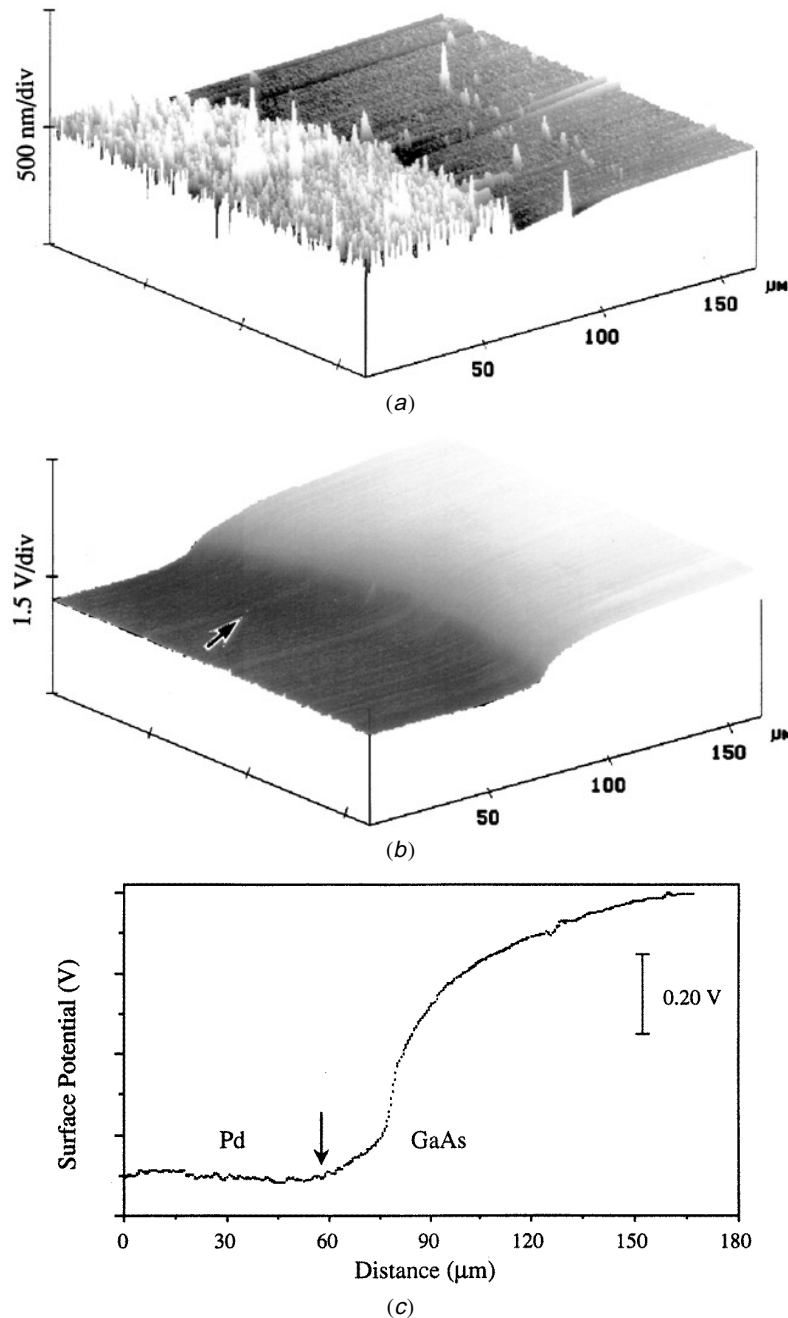 500 nm/div
50
100
150
μM
(a)
1.5 V/div
50
100
150
(b)
Surface Potential (V)
0.20 V
Pd
GaAs
0 30 60 90 120 150 180
Distance (μm)
(c)